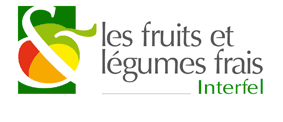 & les fruits et
légumes frais
Interfel